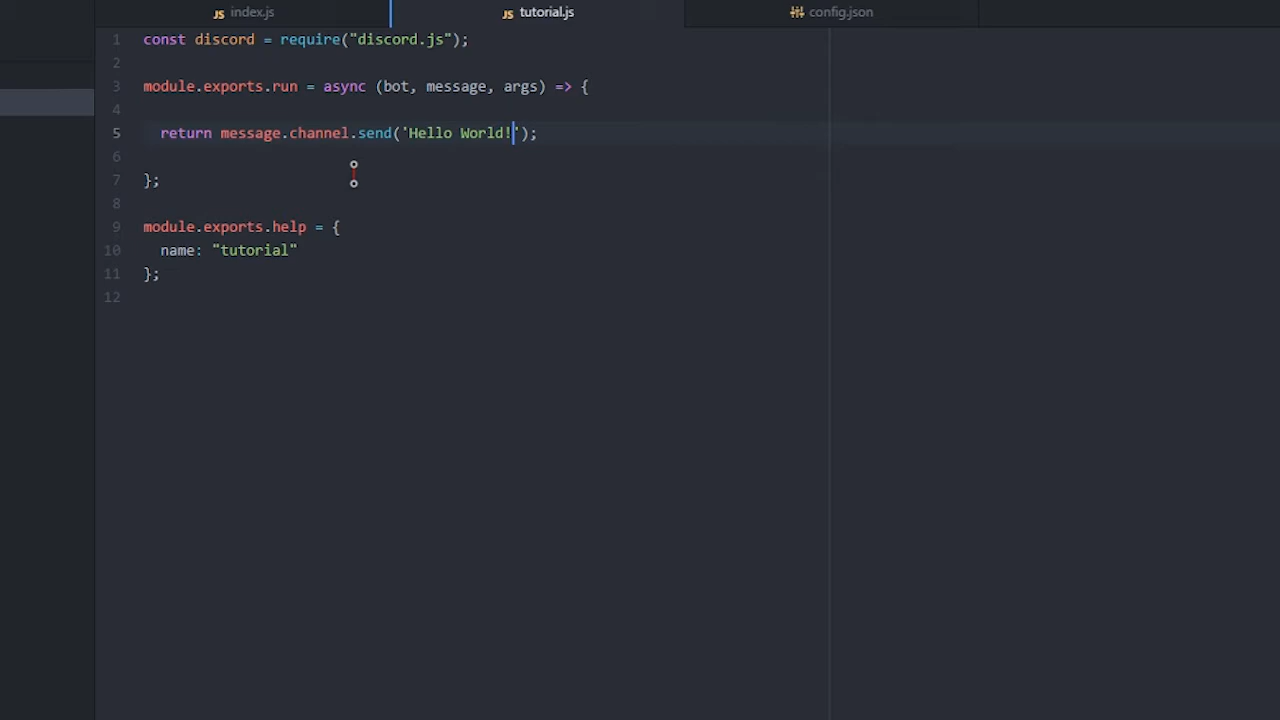 index.js
tutorial.js
config.json
1 const discord = require("discord.js");
2
3 module.exports.run = async (bot, message, args) => {
4
5   return message.channel.send('Hello World!');
6
7 };
8
9 module.exports.help = {
10   name: "tutorial"
11 };
12